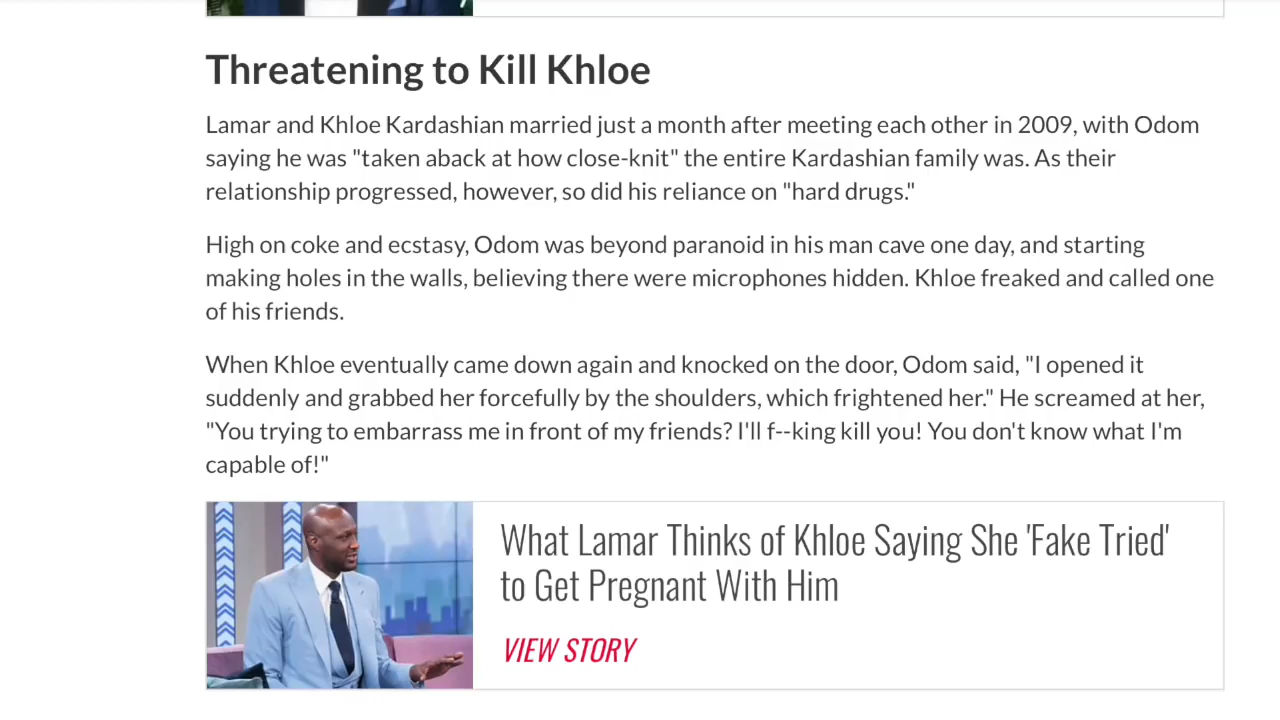 Threatening to Kill Khloe
Lamar and Khloe Kardashian married just a month after meeting each other in 2009, with Odom
saying he was "taken aback at how close-knit" the entire Kardashian family was. As their
relationship progressed, however, so did his reliance on "hard drugs."
High on coke and ecstasy, Odom was beyond paranoid in his man cave one day, and starting
making holes in the walls, believing there were microphones hidden. Khloe freaked and called one
of his friends.
When Khloe eventually came down again and knocked on the door, Odom said, "I opened it
suddenly and grabbed her forcefully by the shoulders, which frightened her." He screamed at her,
"You trying to embarrass me in front of my friends? I'll f--king kill you! You don't know what I'm
capable of!"
What Lamar Thinks of Khloe Saying She 'Fake Tried'
to Get Pregnant With Him
VIEW STORY